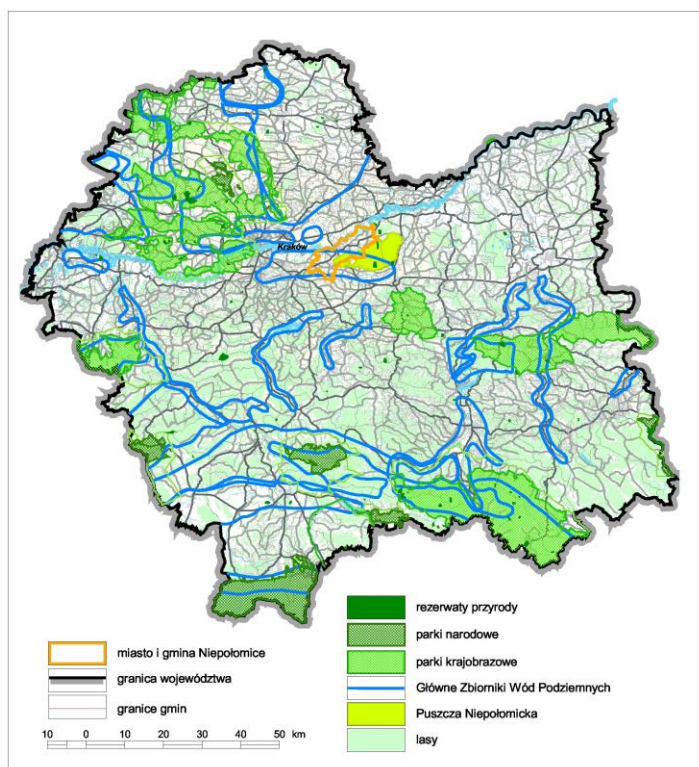 Kraków
rezerwaty przyrody
parki narodowe
parki krajobrazowe
Główne Zbiorniki Wód Podziemnych
Puszcza Niepołomicka
lasy
miasto i gmina Niepołomice
granica województwa
granice gmin
10 0 10 20 30 40 50 km